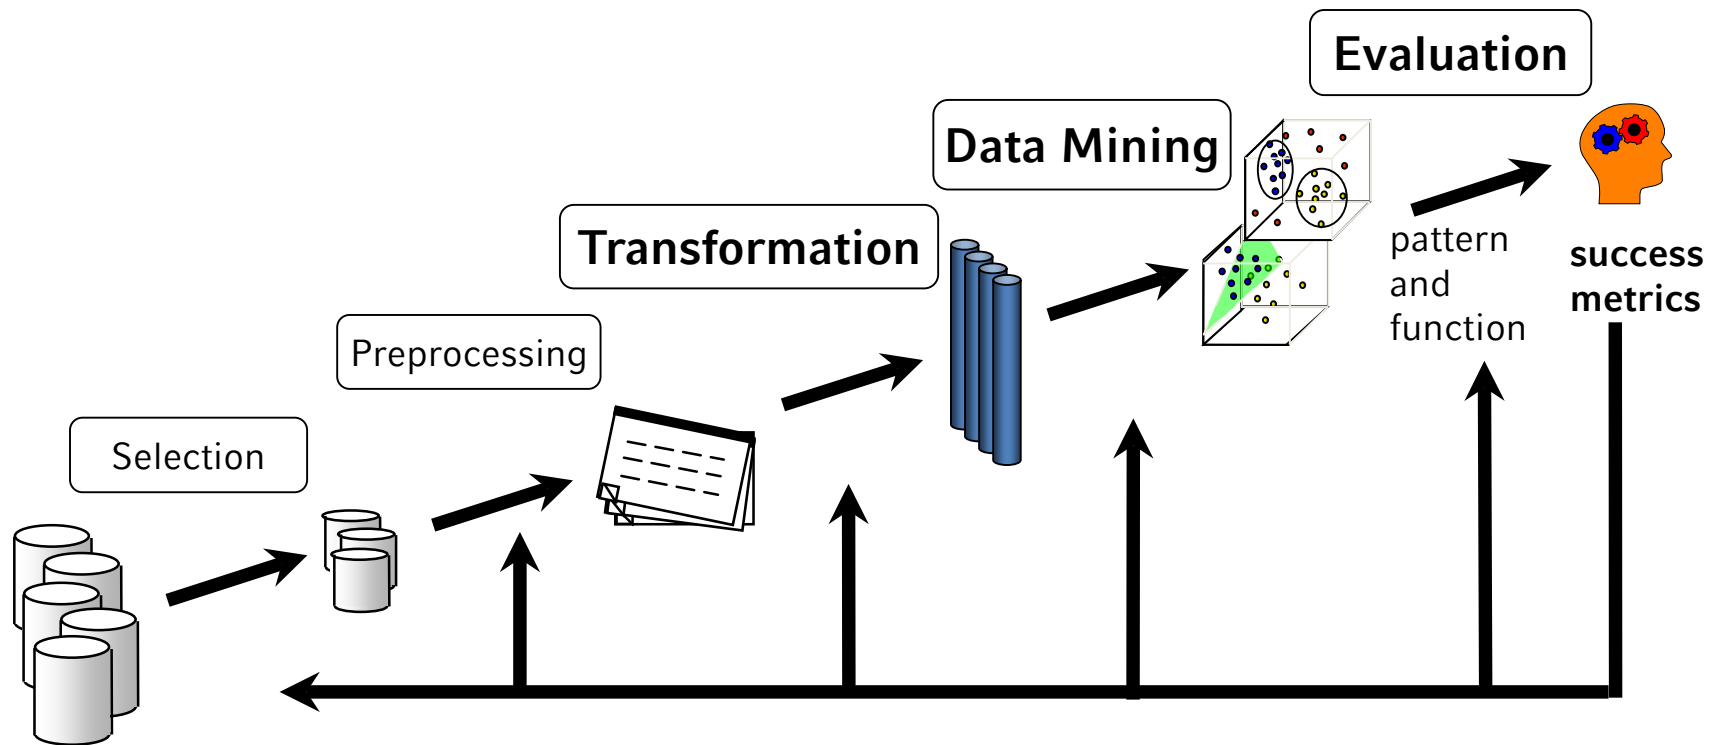 Evaluation
Data Mining
Transformation
Preprocessing
Selection
pattern
and
function
success
metrics